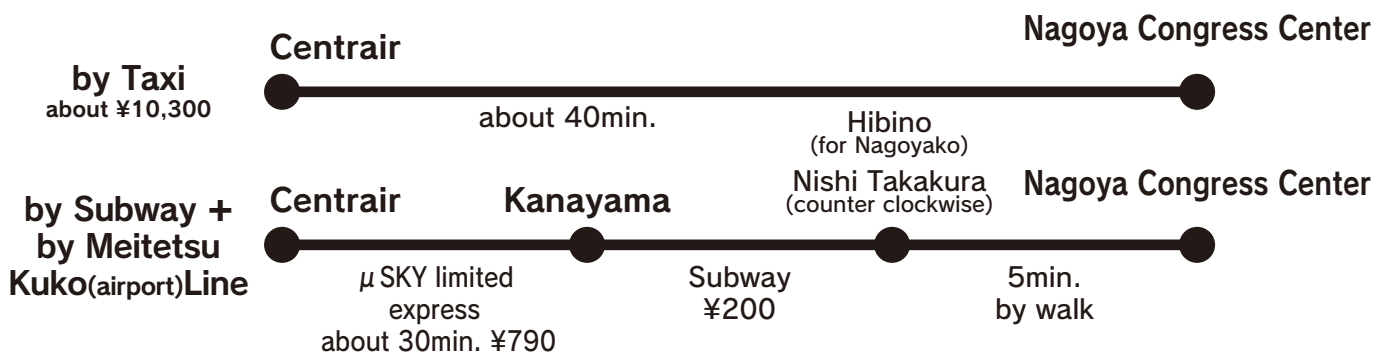 by Taxi
about ¥10,300
Centrair
Nagoya Congress Center
about 40min.
by Subway +
by Meitetsu
Kuko(airport)Line
Centrair
Kanayama
Hibino
(for Nagoyako)
Nishi Takakura
(counter clockwise)
Nagoya Congress Center
μ SKY limited
express
about 30min. ¥790
Subway
¥200
5min.
by walk